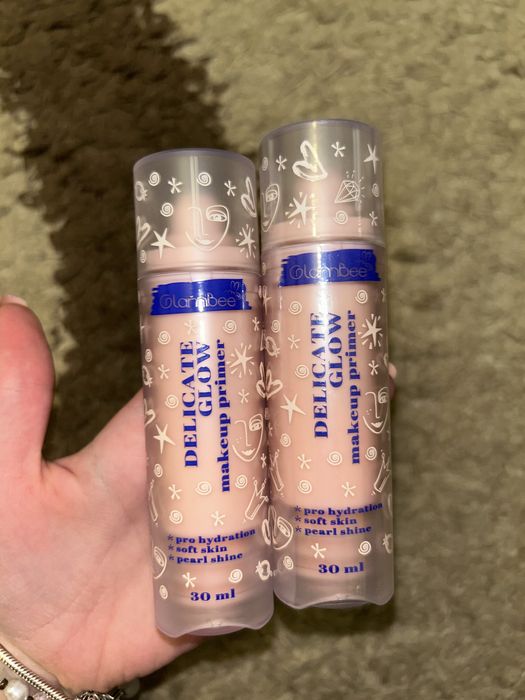 GlamBee
DELICATE
GLOW
makeup primer
* pro hydration
* soft skin
* pearl shine
30 ml
GlamBee
DELICATE
GLOW
makeup primer
* pro hydration
* soft skin
* pearl shine
30 ml